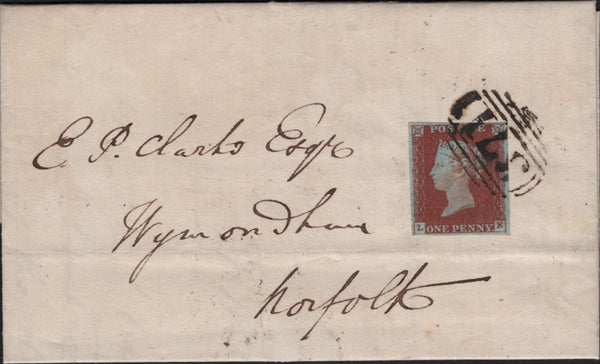 E. P. Clarke Esqre
Wymondham
Norfolk
POSTAGE
ONE PENNY.